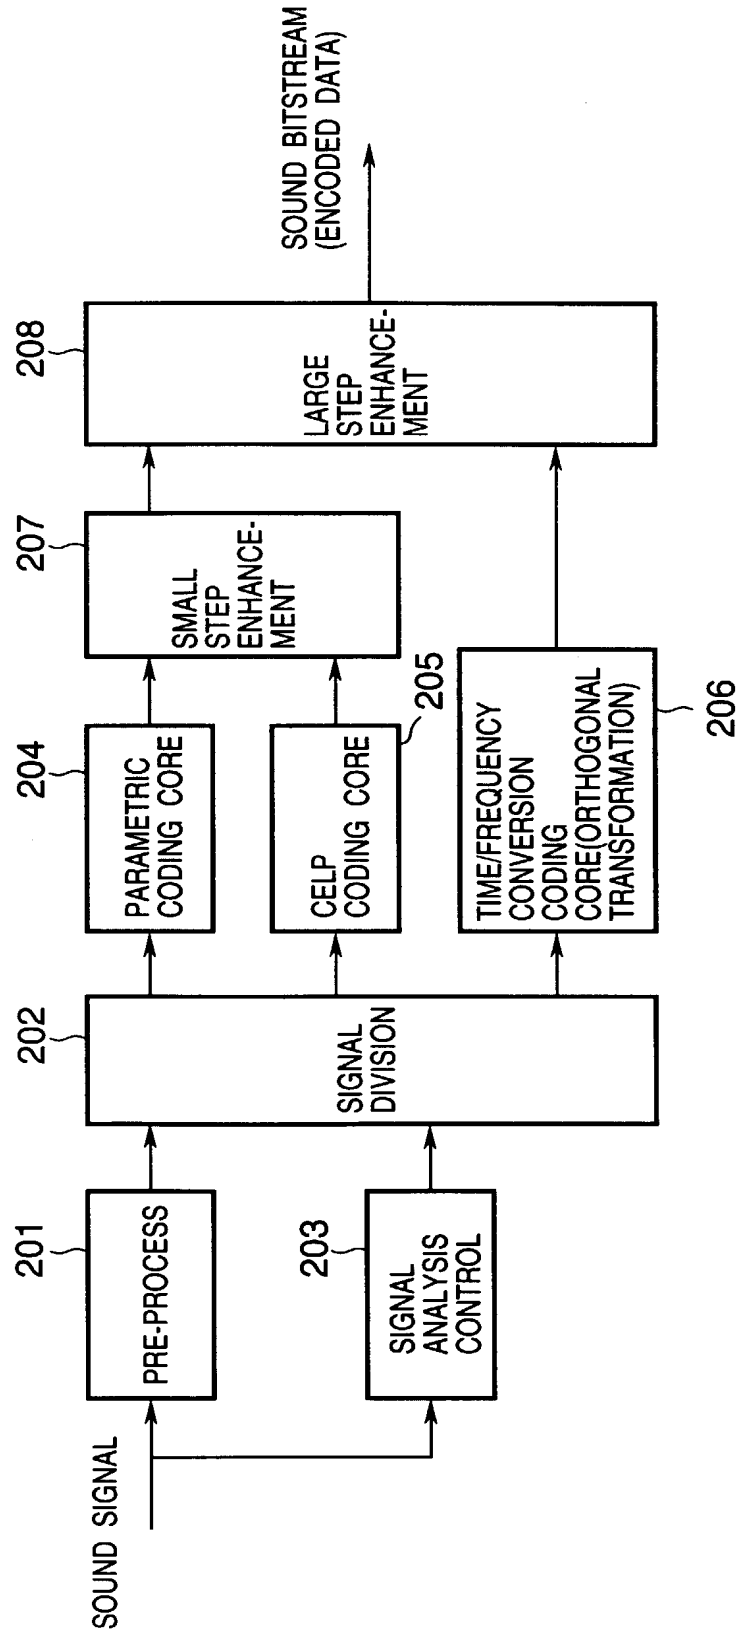 SOUND SIGNAL
201
PRE-PROCESS
203
SIGNAL
ANALYSIS
CONTROL
202
SIGNAL
DIVISION
204
PARAMETRIC
CODING CORE
CELP
CODING CORE
205
TIME/FREQUENCY
CONVERSION
CODING
CORE(ORTHOGONAL
TRANSFORMATION)
206
207
SMALL
STEP
ENHANCE-
MENT
208
LARGE
STEP
ENHANCE-
MENT
SOUND BITSTREAM
(ENCODED DATA)